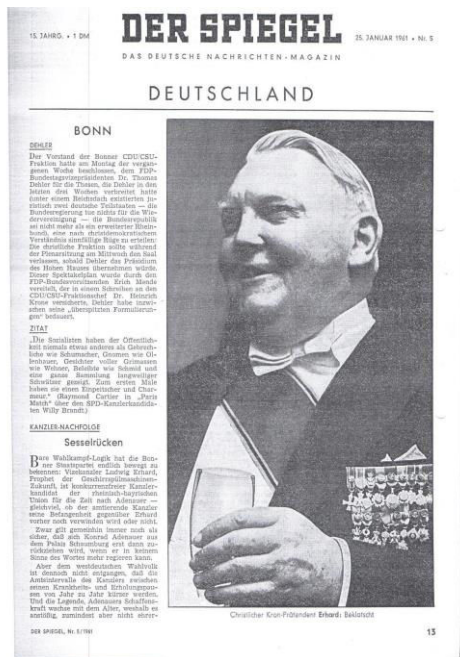 15. JAHRG. • 1 DM
DER SPIEGEL
25. JANUAR 1961 • Nr. 5
DAS DEUTSCHE NACHRICHTEN-MAGAZIN
DEUTSCHLAND
BONN
DEHLER
Der Vorstand der Bonner CDU/CSU-
Fraktion hatte am Montag der vergan-
genen Woche beschlossen, dem FDP-
Bundestagsvizepräsidenten Dr. Thomas
Dehler für die Thesen, die Dehler in den
letzten drei Wochen verbreitet hatte
(unter einem Reichsdach existierten ju-
ristisch zwei deutsche Teilstaaten — die
Bundesregierung tue nichts für die Wie-
dervereinigung — die Bundesrepublik
sei nicht mehr als ein erweiterter Rhein-
bund), eine nach christdemokratischem
Verständnis sinnfällige Rüge zu erteilen:
Die christliche Fraktion sollte während
der Plenarsitzung am Mittwoch den Saal
verlassen, sobald Dehler das Präsidium
des Hohen Hauses übernehmen würde.
Dieser Spektakelplan wurde durch den
FDP-Bundesvorsitzenden Erich Mende
vereitelt, der in einem Schreiben an den
CDU/CSU-Fraktionschef Dr. Heinrich
Krone versicherte, Dehler habe inzwi-
schen seine „überspitzten Formulierun-
gen" bedauert.
ZITAT
„Die Sozialisten haben der Öffentlich-
keit niemals etwas anderes als Gebrech-
liche wie Schumacher, Gnomen wie Ol-
lenhauer, Gesichter voller Grimassen
wie Wehner, Beleibte wie Schmid und
eine ganze Sammlung langweiliger
Schwätzer gezeigt. Zum ersten Male
haben sie einen Einpeitscher und Char-
meur." (Raymond Cartier in „Paris
Match" über den SPD-Kanzlerkandida-
ten Willy Brandt.)
KANZLER-NACHFOLGE
Sesselrücken
Bare Wahlkampf-Logik hat die Bon-
ner Staatspartei endlich bewegt zu
bekennen: Vizekanzler Ludwig Erhard,
Prophet der Geschirrspülmaschinen-
Zukunft, ist konkurrenzfreier Kanzler-
kandidat der rheinisch-bayrischen
Union für die Zeit nach Adenauer —
gleichviel, ob der amtierende Kanzler
seine Befangenheit gegenüber Erhard
vorher noch verwinden wird oder nicht.
Zwar gilt gemeinhin immer noch als
sicher, daß sich Konrad Adenauer aus
dem Palais Schaumburg erst dann zu-
rückziehen wird, wenn er in keinem
Sinne des Wortes mehr regieren kann.
Aber dem westdeutschen Wahlvolk
ist dennoch nicht entgangen, daß die
Amtsintervalle des Kanzlers zwischen
seinen Krankheits- und Erholungspau-
sen von Jahr zu Jahr kürzer werden.
Und die Legende, Adenauers Schaffens-
kraft wachse mit dem Alter, weshalb es
anstößig, zumindest aber nicht ehrer-
Christlicher Kron-Prätendent Erhard: Beklatscht
DER SPIEGEL, Nr. 5/1961
13